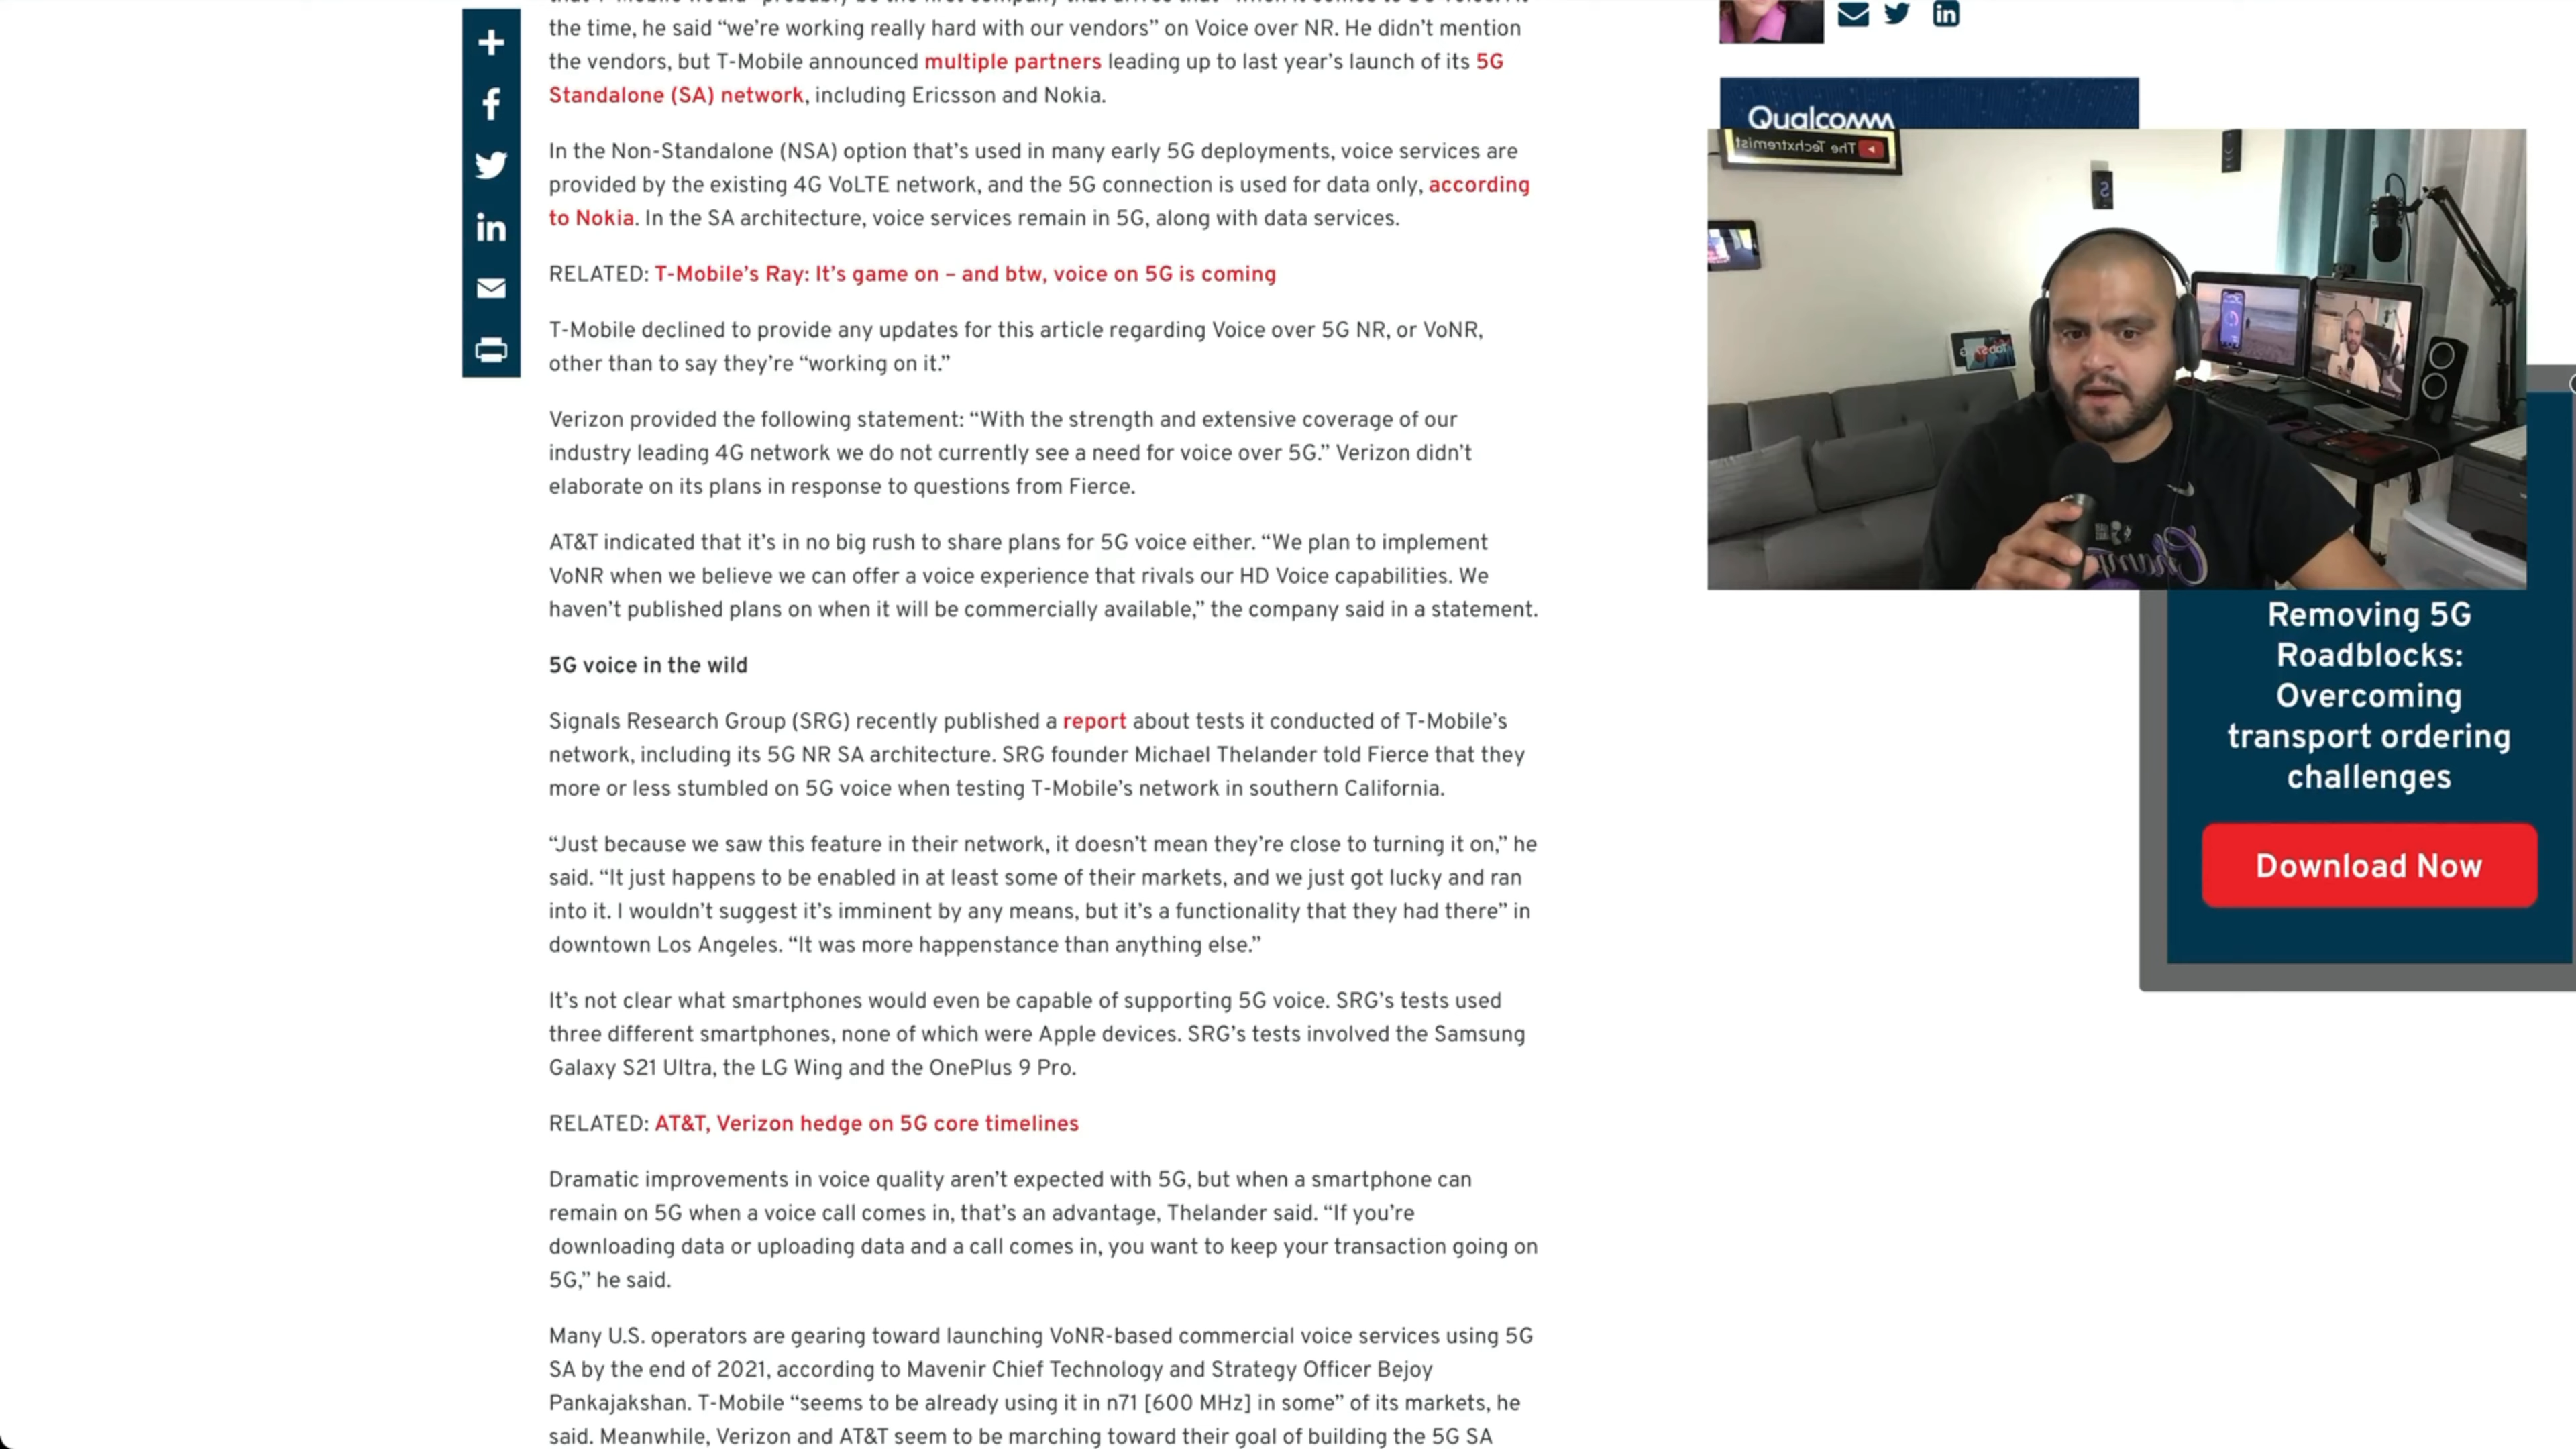 the time, he said “we’re working really hard with our vendors” on Voice over NR. He didn’t mention
the vendors, but T-Mobile announced multiple partners leading up to last year’s launch of its 5G
Standalone (SA) network, including Ericsson and Nokia.
In the Non-Standalone (NSA) option that’s used in many early 5G deployments, voice services are
provided by the existing 4G VoLTE network, and the 5G connection is used for data only, according
to Nokia. In the SA architecture, voice services remain in 5G, along with data services.
RELATED: T-Mobile’s Ray: It’s game on – and btw, voice on 5G is coming
T-Mobile declined to provide any updates for this article regarding Voice over 5G NR, or VoNR,
other than to say they’re “working on it.”
Verizon provided the following statement: “With the strength and extensive coverage of our
industry leading 4G network we do not currently see a need for voice over 5G.” Verizon didn’t
elaborate on its plans in response to questions from Fierce.
AT&T indicated that it’s in no big rush to share plans for 5G voice either. “We plan to implement
VoNR when we believe we can offer a voice experience that rivals our HD Voice capabilities. We
haven’t published plans on when it will be commercially available,” the company said in a statement.
5G voice in the wild
Signals Research Group (SRG) recently published a report about tests it conducted of T-Mobile’s
network, including its 5G NR SA architecture. SRG founder Michael Thelander told Fierce that they
more or less stumbled on 5G voice when testing T-Mobile’s network in southern California.
“Just because we saw this feature in their network, it doesn’t mean they’re close to turning it on,” he
said. “It just happens to be enabled in at least some of their markets, and we just got lucky and ran
into it. I wouldn’t suggest it’s imminent by any means, but it’s a functionality that they had there” in
downtown Los Angeles. “It was more happenstance than anything else.”
It’s not clear what smartphones would even be capable of supporting 5G voice. SRG’s tests used
three different smartphones, none of which were Apple devices. SRG’s tests involved the Samsung
Galaxy S21 Ultra, the LG Wing and the OnePlus 9 Pro.
RELATED: AT&T, Verizon hedge on 5G core timelines
Dramatic improvements in voice quality aren’t expected with 5G, but when a smartphone can
remain on 5G when a voice call comes in, that’s an advantage, Thelander said. “If you’re
downloading data or uploading data and a call comes in, you want to keep your transaction going on
5G,” he said.
Many U.S. operators are gearing toward launching VoNR-based commercial voice services using 5G
SA by the end of 2021, according to Mavenir Chief Technology and Strategy Officer Bejoy
Pankajakshan. T-Mobile “seems to be already using it in n71 [600 MHz] in some” of its markets, he
said. Meanwhile, Verizon and AT&T seem to be marching toward their goal of building the 5G SA
Qualcomm
The Techxtremist
Removing 5G
Roadblocks:
Overcoming
transport ordering
challenges
Download Now